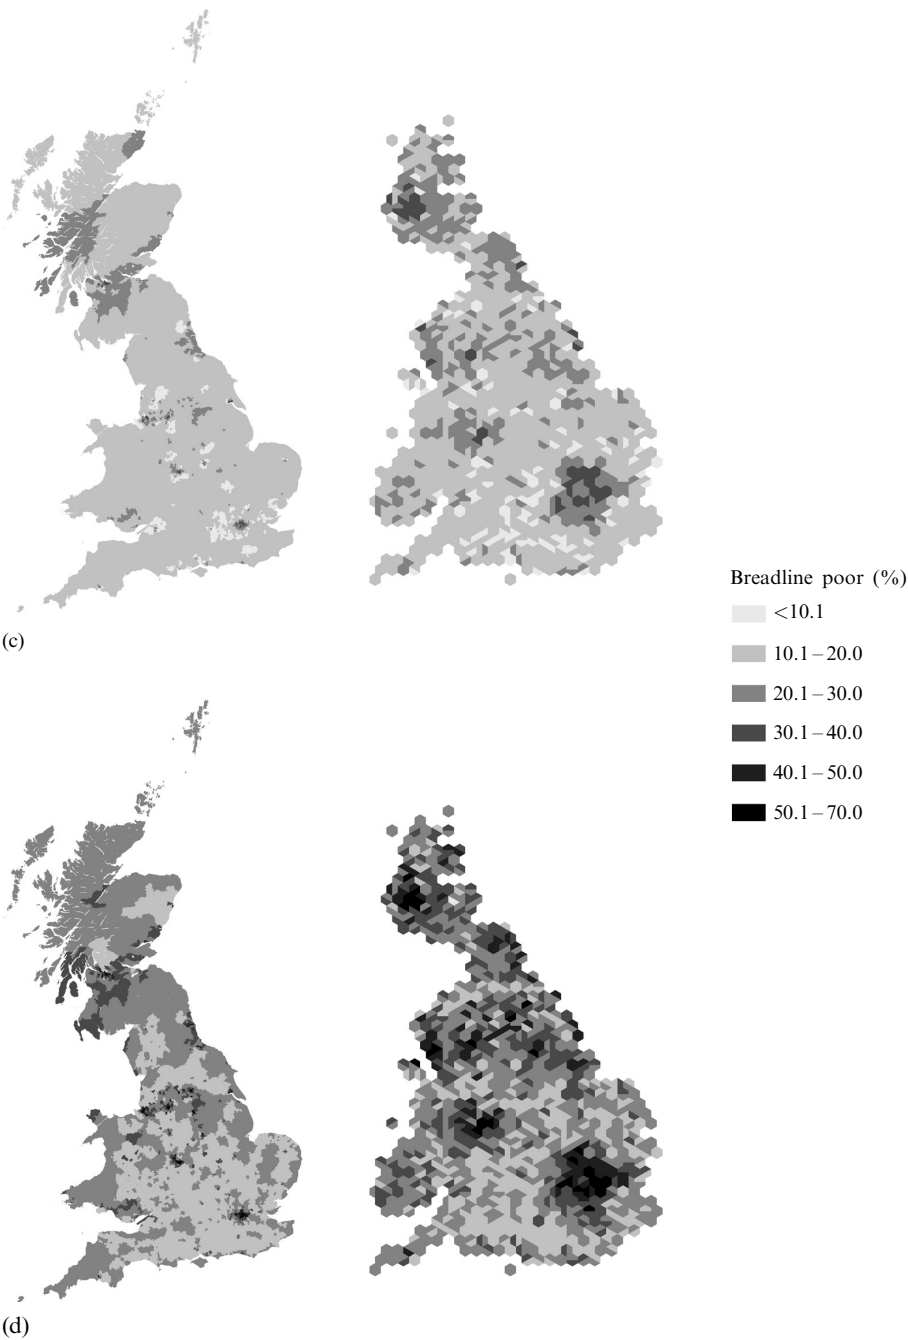 (c)
Breadline poor (%)
<10.1
10.1 – 20.0
20.1 – 30.0
30.1 – 40.0
40.1 – 50.0
50.1 – 70.0
(d)